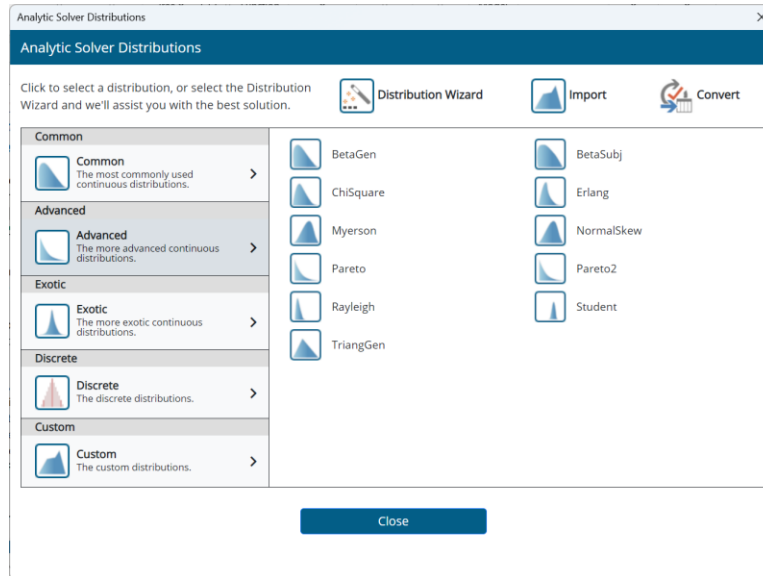 Analytic Solver Distributions
Analytic Solver Distributions
Click to select a distribution, or select the Distribution
Wizard and we'll assist you with the best solution.
Distribution Wizard
Import
Convert
Common
Common
The most commonly used
continuous distributions.
Advanced
Advanced
The more advanced continuous
distributions.
Exotic
Exotic
The more exotic continuous
distributions.
Discrete
Discrete
The discrete distributions.
Custom
Custom
The custom distributions.
BetaGen
BetaSubj
ChiSquare
Erlang
Myerson
NormalSkew
Pareto
Pareto2
Rayleigh
Student
TriangGen
Close